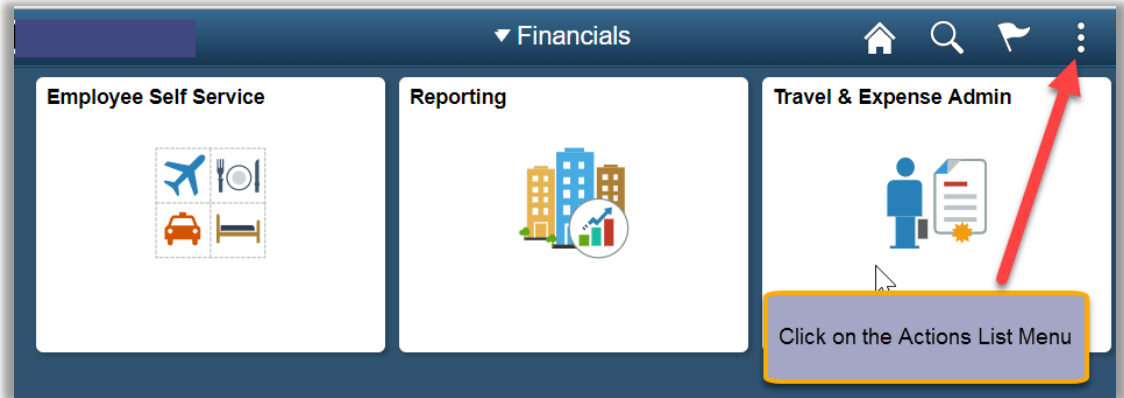 Financials
Employee Self Service
Reporting
Travel & Expense Admin
Click on the Actions List Menu